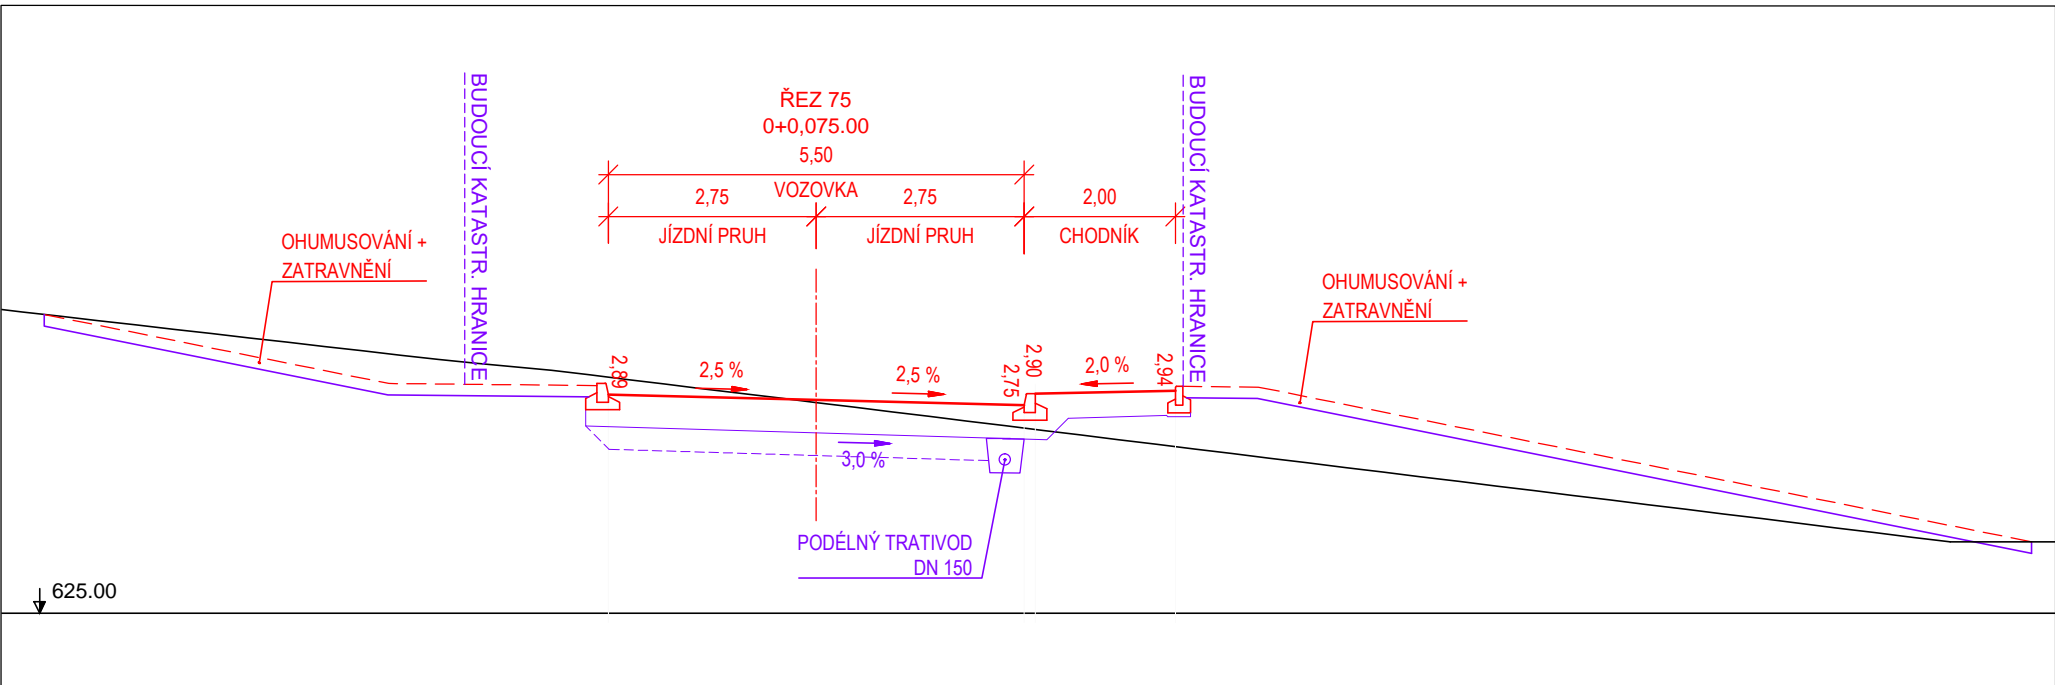 ŘEZ 75
0+0,075.00
5,50
VOZOVKA
2,75
2,75
2,00
JÍZDNÍ PRUH
JÍZDNÍ PRUH
CHODNÍK
BUDOUCÍ KATASTR. HRANICE
BUDOUCÍ KATASTR. HRANICE
OHUMUSOVÁNÍ +
ZATRAVNĚNÍ
OHUMUSOVÁNÍ +
ZATRAVNĚNÍ
2,89
2,5 %
2,5 %
2,75
2,90
2,0 %
2,94
3,0 %
PODÉLNÝ TRATIVOD
DN 150
625.00